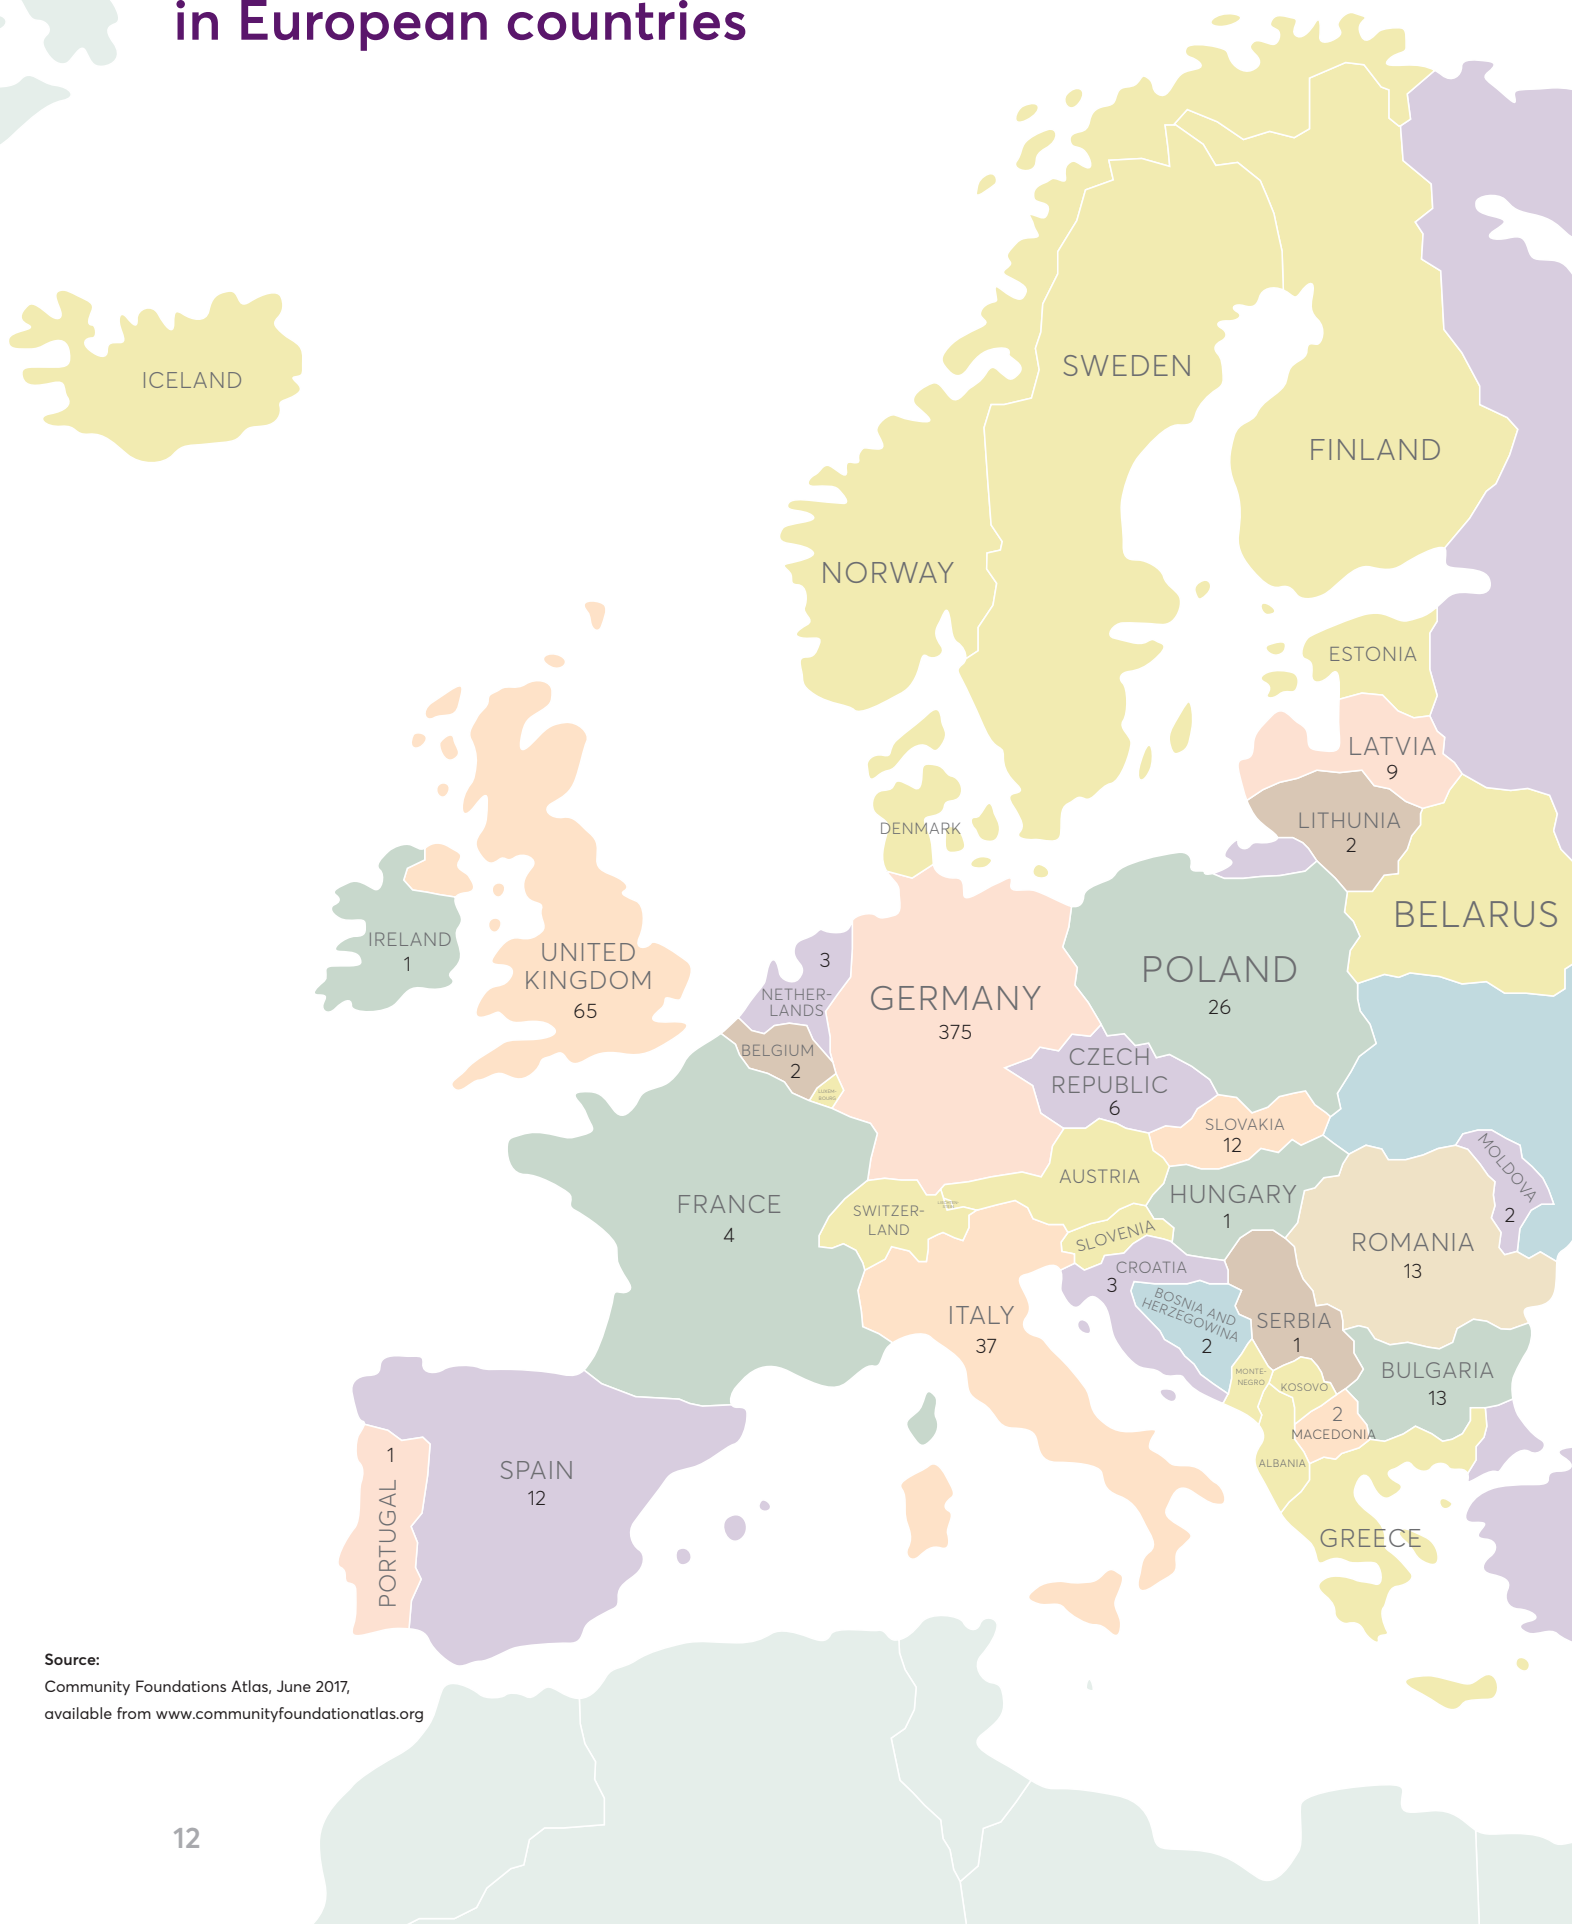 in European countries
ICELAND
SWEDEN
FINLAND
NORWAY
ESTONIA
LATVIA
9
DENMARK
LITHUNIA
2
BELARUS
IRELAND
1
UNITED
KINGDOM
65
3
NETHER-
LANDS
GERMANY
375
POLAND
26
BELGIUM
2
LUXEM-
BOURG
CZECH
REPUBLIC
6
SLOVAKIA
12
MOLDOVA
2
AUSTRIA
HUNGARY
1
FRANCE
4
SWITZER-
LAND
SLOVENIA
ROMANIA
13
CROATIA
3
BOSNIA AND
HERZEGOWINA
2
SERBIA
1
ITALY
37
MONTE-
NEGRO
KOSOVO
BULGARIA
13
2
MACEDONIA
ALBANIA
1
PORTUGAL
SPAIN
12
GREECE
Source:
Community Foundations Atlas, June 2017,
available from www.communityfoundationatlas.org
12